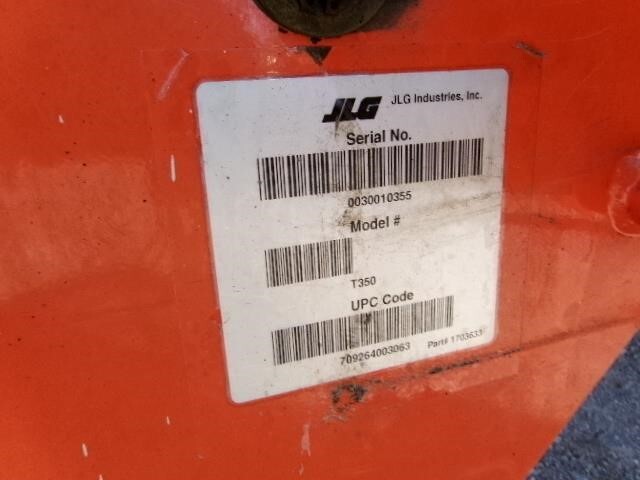 JLG JLG Industries, Inc.
Serial No.
0030010355
Model #
T350
UPC Code
709264003063 Part# 1703633